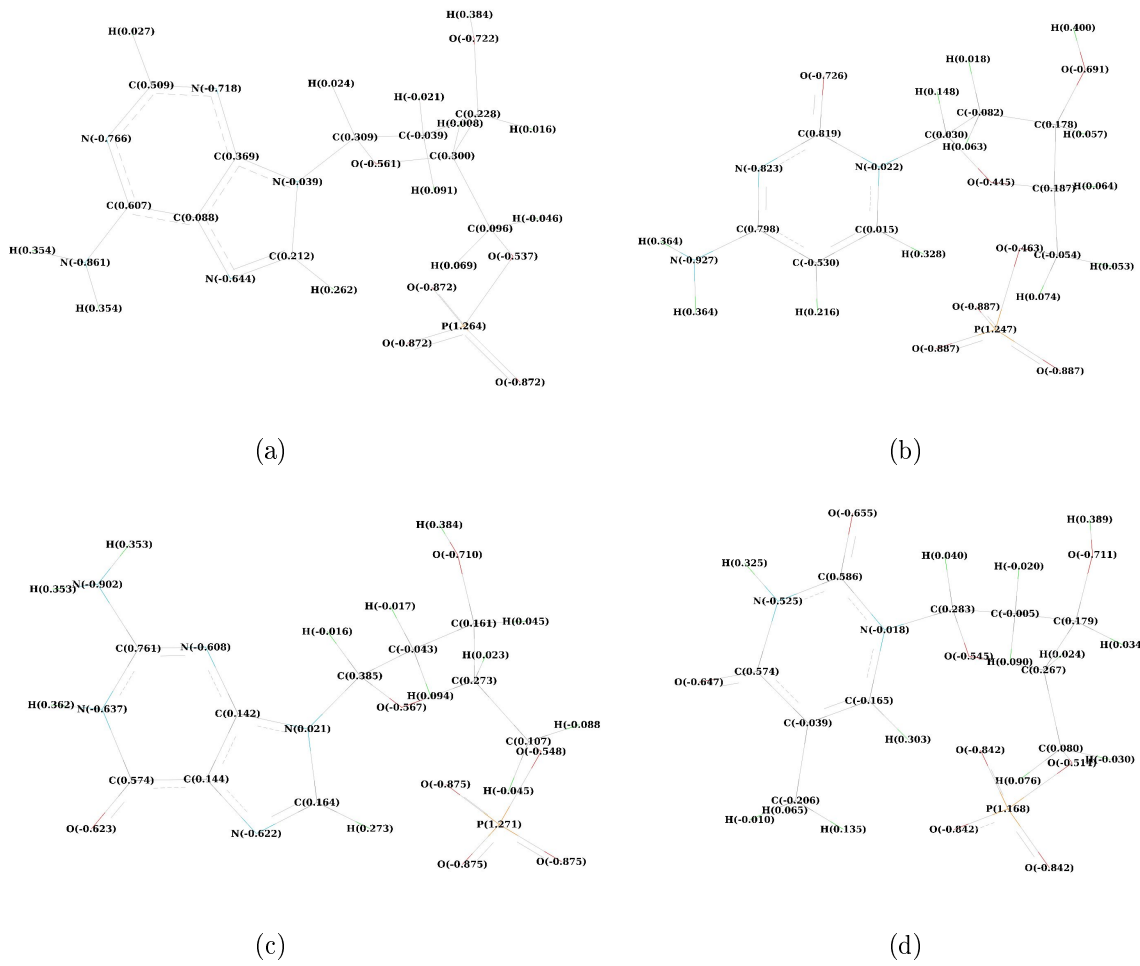 H(0.384)
H(0.027)
O(-0.722)
C(0.509)
N(-0.718)
H(0.024)
H(-0.021)
C(0.228)
H(0.008)
H(0.016)
N(-0.766)
C(0.309)
C(-0.039)
C(0.369)
O(-0.561)
C(0.300)
N(-0.039)
H(0.091)
C(0.607)
C(0.088)
H(-0.046)
C(0.096)
H(0.354)
N(-0.861)
C(0.212)
O(-0.537)
H(0.069)
N(-0.644)
O(-0.872)
H(0.262)
H(0.354)
P(1.264)
O(-0.872)
O(-0.872)
(a)
H(0.400)
H(0.018)
O(-0.691)
O(-0.726)
H(0.148)
C(-0.082)
C(0.178)
C(0.819)
C(0.030)
H(0.057)
H(0.063)
N(-0.823)
N(-0.022)
O(-0.445)
C(0.187)
H(0.064)
C(0.798)
C(0.015)
H(0.364)
O(-0.463)
N(-0.927)
H(0.328)
C(-0.054)
C(-0.530)
H(0.053)
H(0.074)
O(-0.887)
H(0.364)
H(0.216)
P(1.247)
O(-0.887)
O(-0.887)
(b)
H(0.384)
H(0.353)
O(-0.710)
H(0.353)
N(-0.902)
H(-0.017)
C(0.161)
H(0.045)
H(-0.016)
C(0.761)
N(-0.608)
C(-0.043)
H(0.023)
C(0.385)
C(0.273)
H(0.094)
H(0.362)
N(-0.637)
O(-0.567)
C(0.142)
N(0.021)
H(-0.088
C(0.107)
O(-0.548)
C(0.574)
C(0.144)
O(-0.875)
H(-0.045)
C(0.164)
O(-0.623)
N(-0.622)
H(0.273)
P(1.271)
O(-0.875)
O(-0.875)
(c)
O(-0.655)
H(0.389)
H(0.325)
H(0.040)
O(-0.711)
H(-0.020)
C(0.586)
N(-0.525)
C(0.283)
C(-0.005)
C(0.179)
N(-0.018)
H(0.034
O(-0.545)
H(0.090)
H(0.024)
C(0.267)
C(0.574)
O(-0.647)
C(-0.165)
C(-0.039)
H(0.303)
O(-0.842)
C(0.080)
O(-0.514)
H(-0.030)
H(0.076)
C(-0.206)
H(0.065)
H(-0.010)
H(0.135)
P(1.168)
O(-0.842)
O(-0.842)
(d)